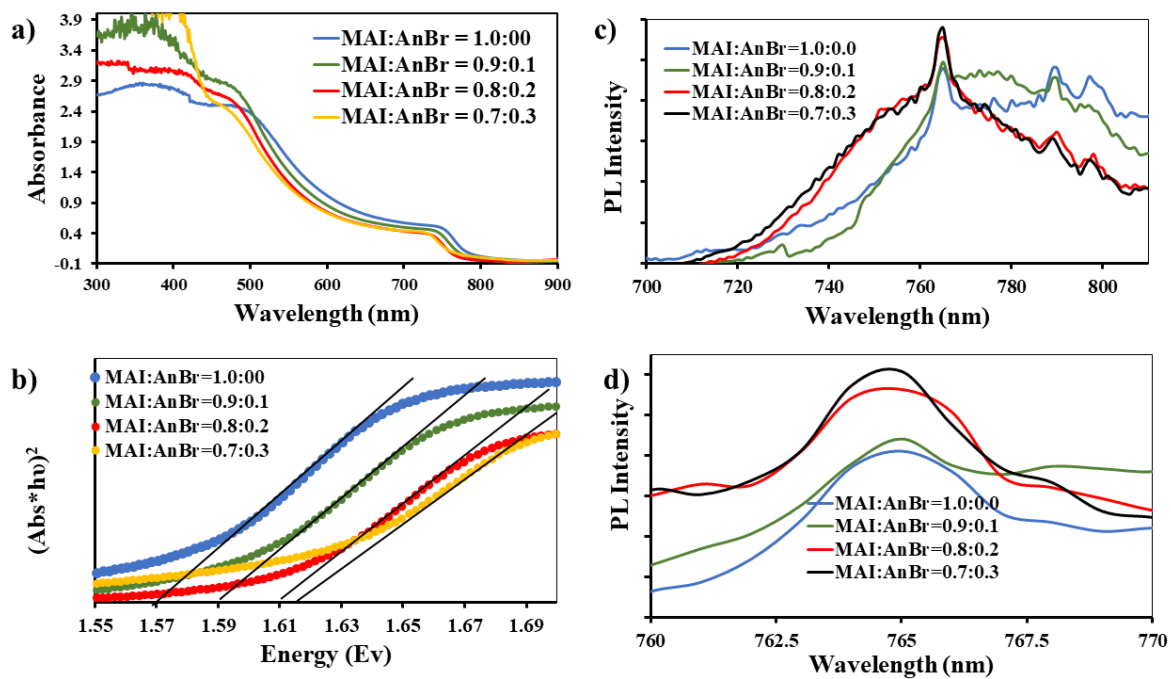 a)
3.9
3.4
2.9
2.4
1.9
1.4
0.9
0.4
-0.1
Absorbance
MAI:AnBr = 1.0:00
MAI:AnBr = 0.9:0.1
MAI:AnBr = 0.8:0.2
MAI:AnBr = 0.7:0.3
300 400 500 600 700 800 900
Wavelength (nm)
c)
PL Intensity
MAI:AnBr=1.0:0.0
MAI:AnBr=0.9:0.1
MAI:AnBr=0.8:0.2
MAI:AnBr=0.7:0.3
700 720 740 760 780 800
Wavelength (nm)
b)
(Abs*hυ)²
MAI:AnBr=1.0:00
MAI:AnBr=0.9:0.1
MAI:AnBr=0.8:0.2
MAI:AnBr=0.7:0.3
1.55 1.57 1.59 1.61 1.63 1.65 1.67 1.69
Energy (Ev)
d)
PL Intensity
MAI:AnBr=1.0:0.0
MAI:AnBr=0.9:0.1
MAI:AnBr=0.8:0.2
MAI:AnBr=0.7:0.3
760 762.5 765 767.5 770
Wavelength (nm)